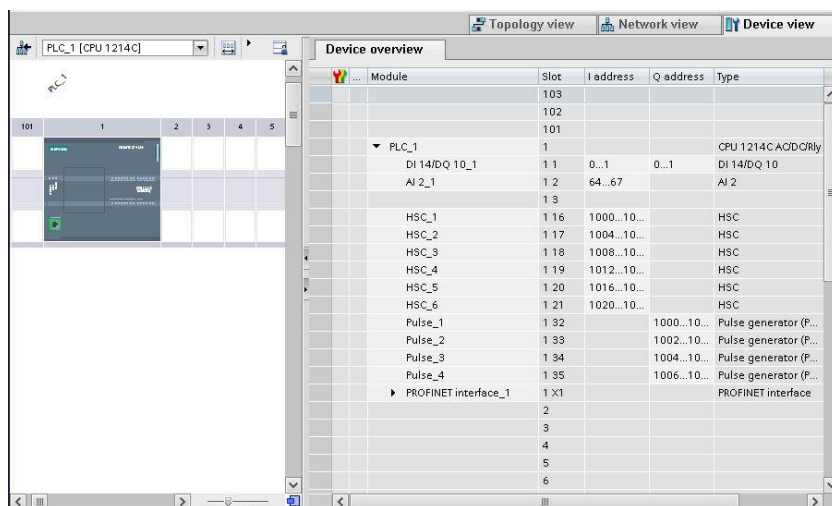 Topology view Network view Device view
PLC_1 [CPU 1214C]
Device overview
... Module Slot I address Q address Type
PLC_1
103
102
101
101 1 2 3 4 5
SIEMENS
PLC_1 1 CPU 1214C AC/DC/Rly
DI 14/DQ 10_1 1 1 0...1 0...1 DI 14/DQ 10
AI 2_1 1 2 64...67 AI 2
1 3
HSC_1 1 16 1000...10... HSC
HSC_2 1 17 1004...10... HSC
HSC_3 1 18 1008...10... HSC
HSC_4 1 19 1012...10... HSC
HSC_5 1 20 1016...10... HSC
HSC_6 1 21 1020...10... HSC
Pulse_1 1 32 1000...10... Pulse generator (P...
Pulse_2 1 33 1002...10... Pulse generator (P...
Pulse_3 1 34 1004...10... Pulse generator (P...
Pulse_4 1 35 1006...10... Pulse generator (P...
PROFINET interface_1 1 X1 PROFINET interface
2
3
4
5
6